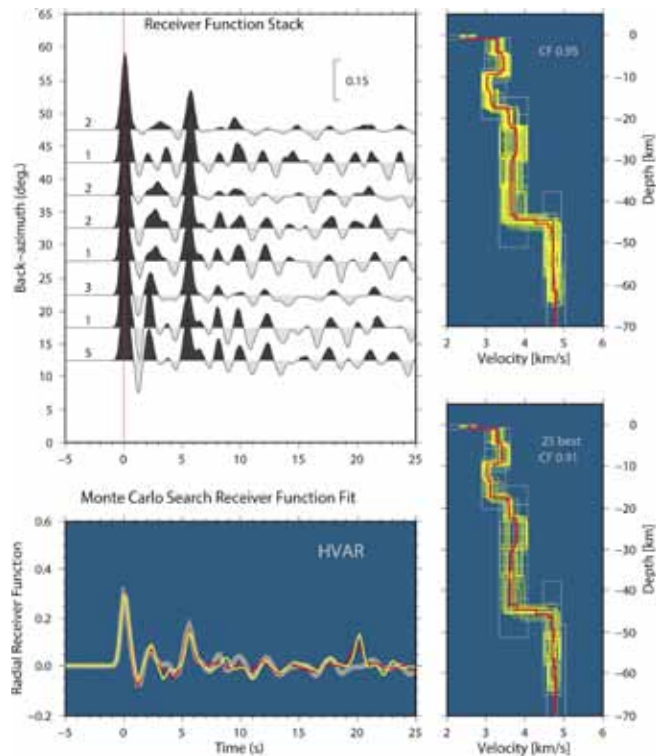 Receiver Function Stack
0.15
65
60
55
50
45
40
35
30
25
20
15
10
5
0
Back-azimuth (deg.)
2
1
2
2
1
3
1
5
-5 0 5 10 15 20 25
CF 0.95
0
-10
-20
-30
-40
-50
-60
-70
Depth [km]
2 3 4 5 6
Velocity [km/s]
Monte Carlo Search Receiver Function Fit
HVAR
0.6
0.4
0.2
0.0
-0.2
Radial Receiver Function
-5 0 5 10 15 20 25
Time (s)
25 best
CF 0.91
0
-10
-20
-30
-40
-50
-60
-70
Depth [km]
2 3 4 5 6
Velocity [km/s]